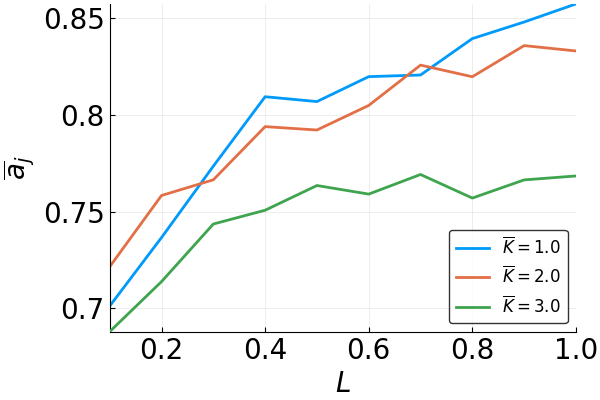 0.85
0.8
0.75
0.7
a̅ⱼ
0.2 0.4 0.6 0.8 1.0
L
K̅ = 1.0
K̅ = 2.0
K̅ = 3.0